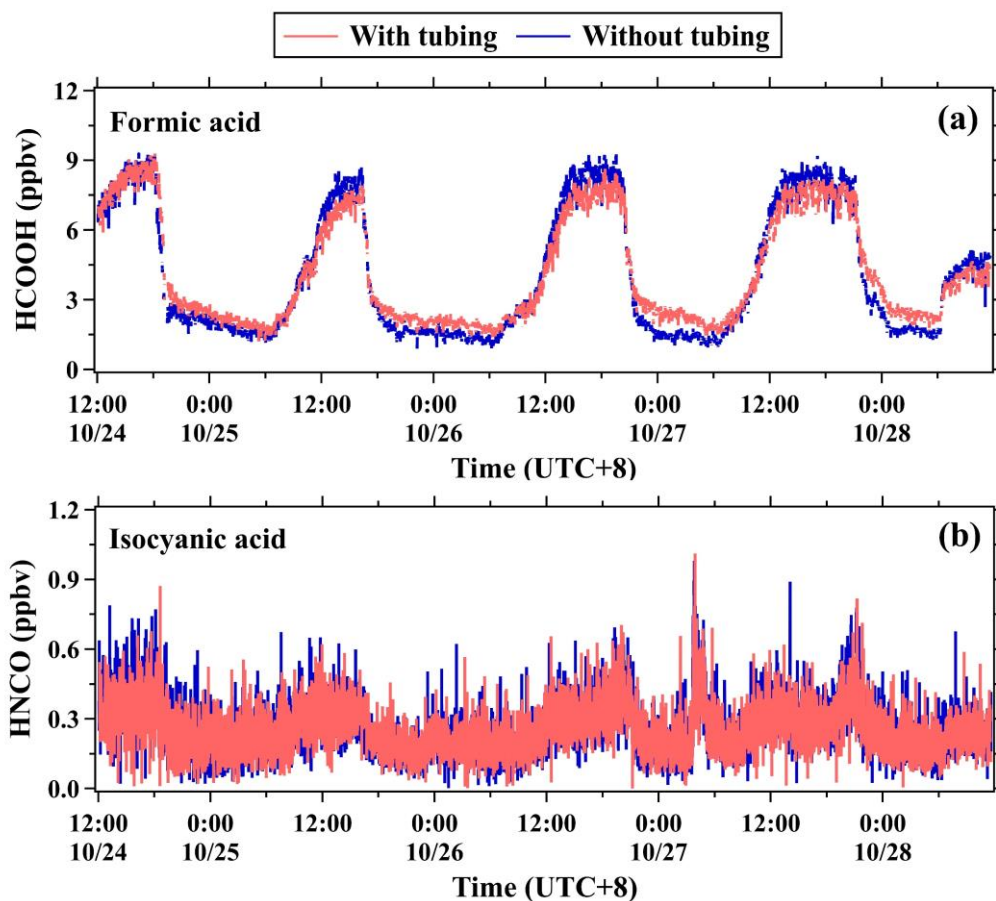 With tubing Without tubing
(a)
Formic acid
HCOOH (ppbv)
12
9
6
3
0
12:00 0:00 12:00 0:00 12:00 0:00 12:00 0:00
10/24 10/25 10/26 10/27 10/28
Time (UTC+8)
(b)
Isocyanic acid
HNCO (ppbv)
1.2
0.9
0.6
0.3
0.0
12:00 0:00 12:00 0:00 12:00 0:00 12:00 0:00
10/24 10/25 10/26 10/27 10/28
Time (UTC+8)